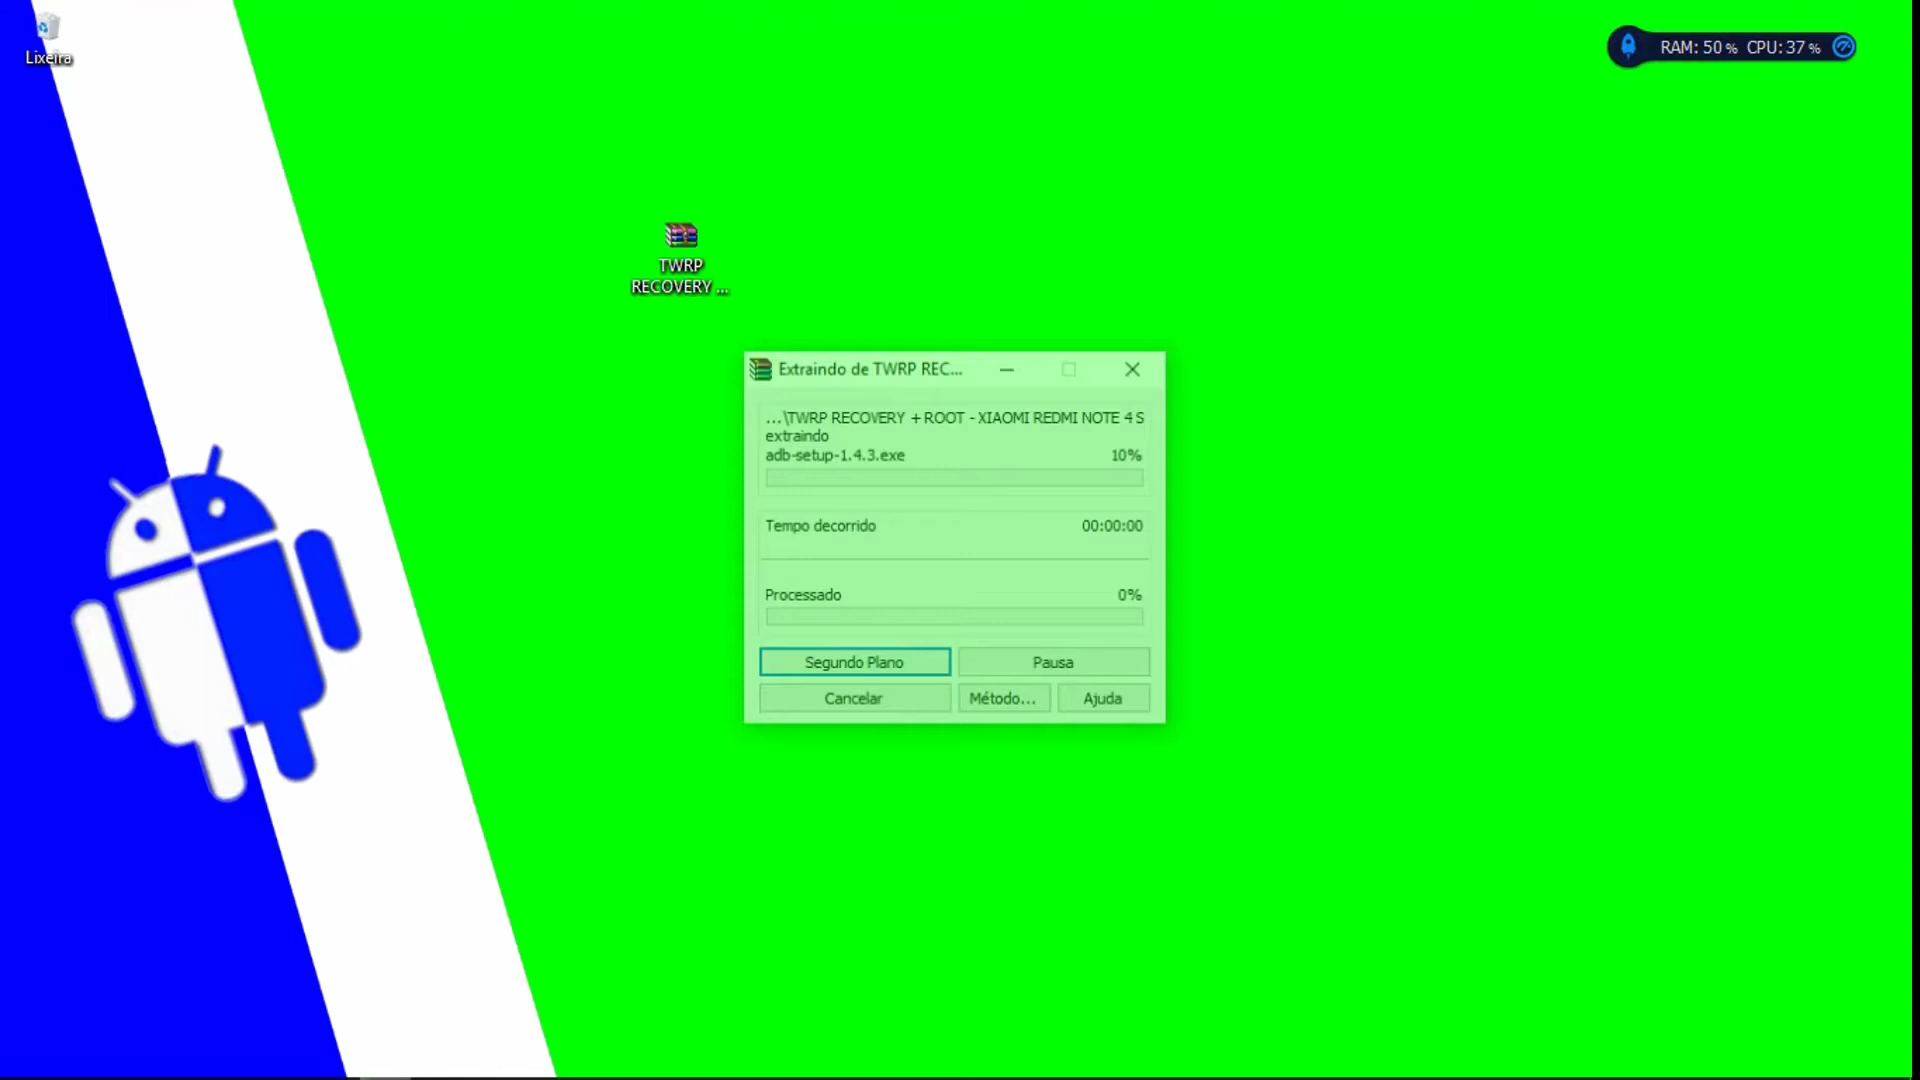 Lixeira
RAM: 50 % CPU: 37 %
TWRP
RECOVERY ...
Extraindo de TWRP REC...
...\TWRP RECOVERY + ROOT - XIAOMI REDMI NOTE 4 S
extraindo
adb-setup-1.4.3.exe 10%
Tempo decorrido 00:00:00
Processado 0%
Segundo Plano Pausa
Cancelar Método... Ajuda